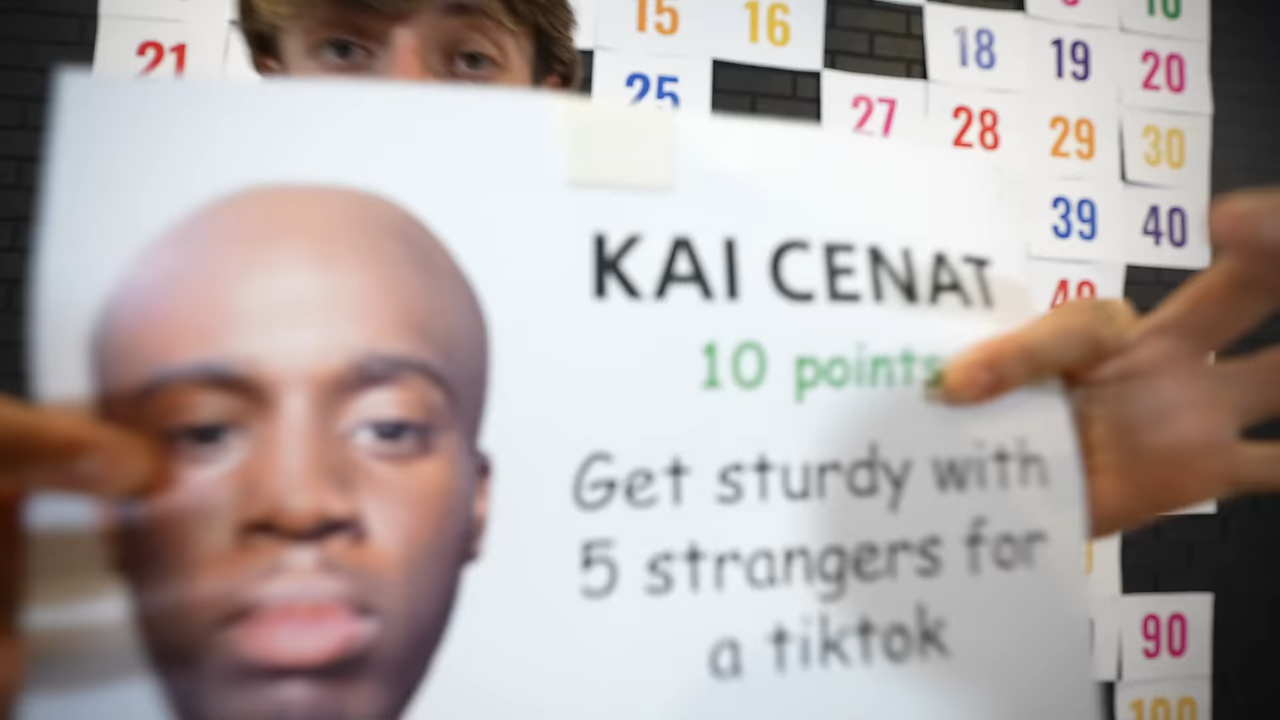 15 16 18 19 20
21 25 27 28 29 30
39 40
KAI CENAT
10 points
Get sturdy with
5 strangers for
a tiktok
90
100